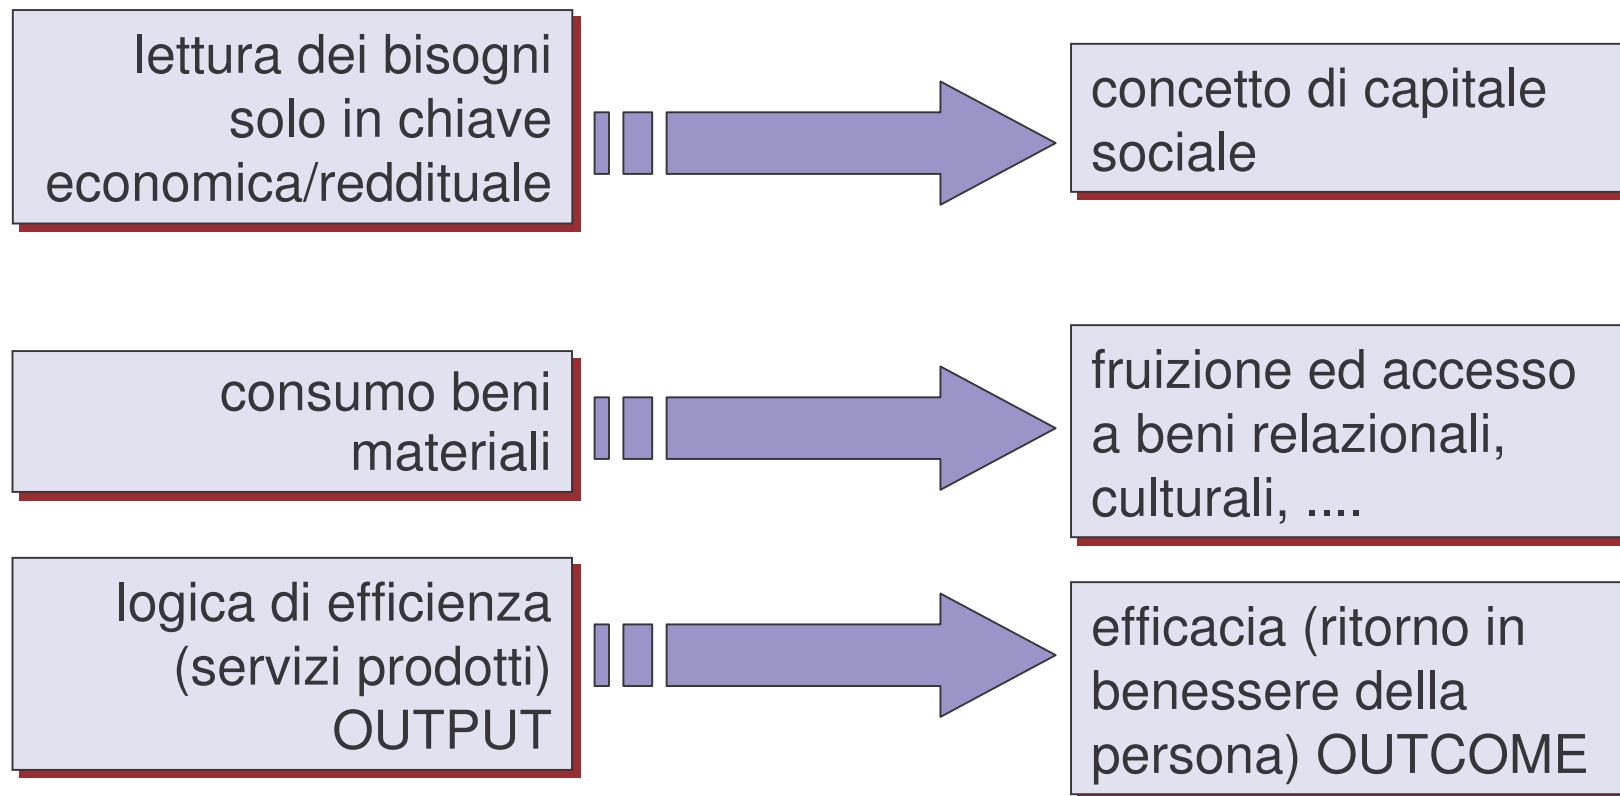 lettura dei bisogni
solo in chiave
economica/reddituale
concetto di capitale
sociale
consumo beni
materiali
fruizione ed accesso
a beni relazionali,
culturali, ....
logica di efficienza
(servizi prodotti)
OUTPUT
efficacia (ritorno in
benessere della
persona) OUTCOME